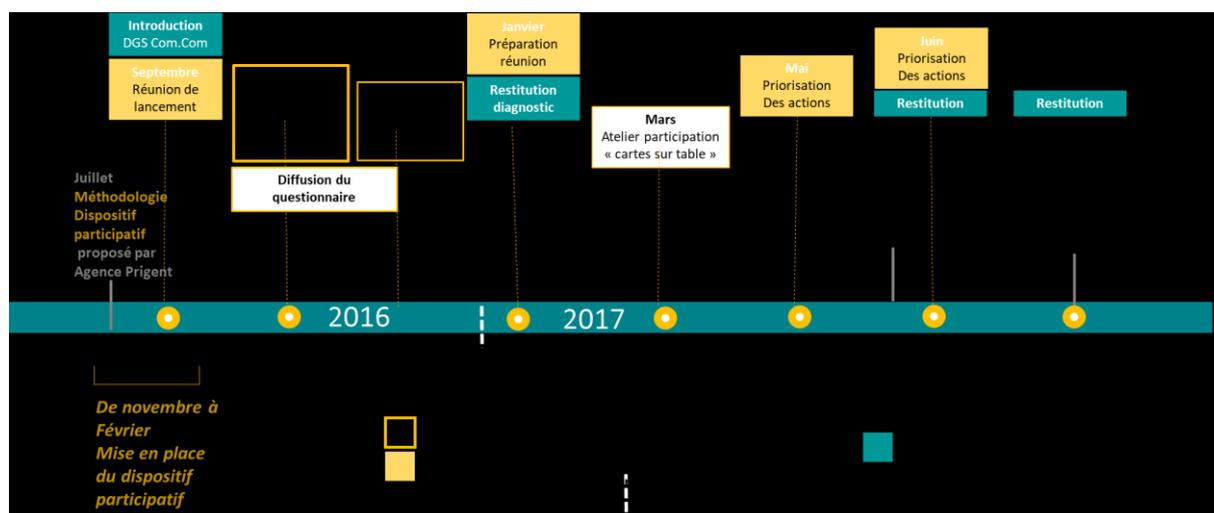 Introduction
DGS Com.Com
Septembre
Réunion de
lancement
Janvier
Préparation
réunion
Restitution
diagnostic
Mars
Atelier participation
« cartes sur table »
Mai
Priorisation
Des actions
Juin
Priorisation
Des actions
Restitution
Restitution
Diffusion du
questionnaire
Juillet
Méthodologie
Dispositif
participatif
proposé par
Agence Prigent
2016
2017
De novembre à
Février
Mise en place
du dispositif
participatif